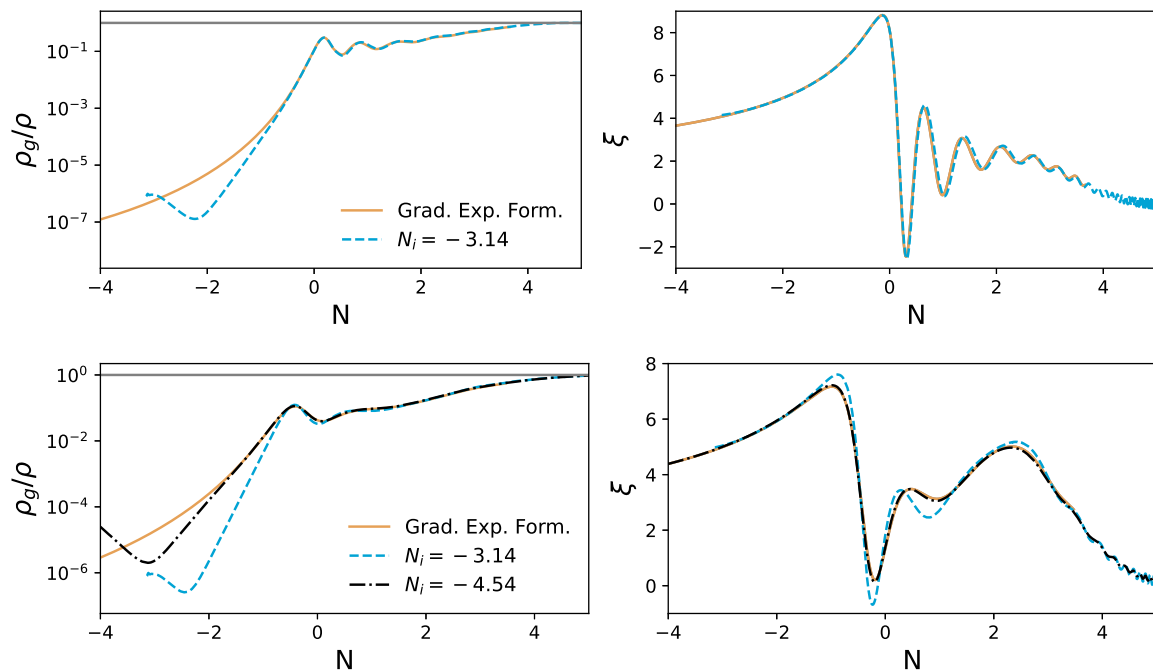 10⁻¹
10⁻³
10⁻⁵
10⁻⁷
ρ_g/ρ
Grad. Exp. Form.
N_i = −3.14
−4 −2 0 2 4
N
8
6
4
2
0
−2
ξ
−4 −2 0 2 4
N
10⁰
10⁻²
10⁻⁴
10⁻⁶
ρ_g/ρ
Grad. Exp. Form.
N_i = −3.14
N_i = −4.54
−4 −2 0 2 4
N
8
6
4
2
0
ξ
−4 −2 0 2 4
N